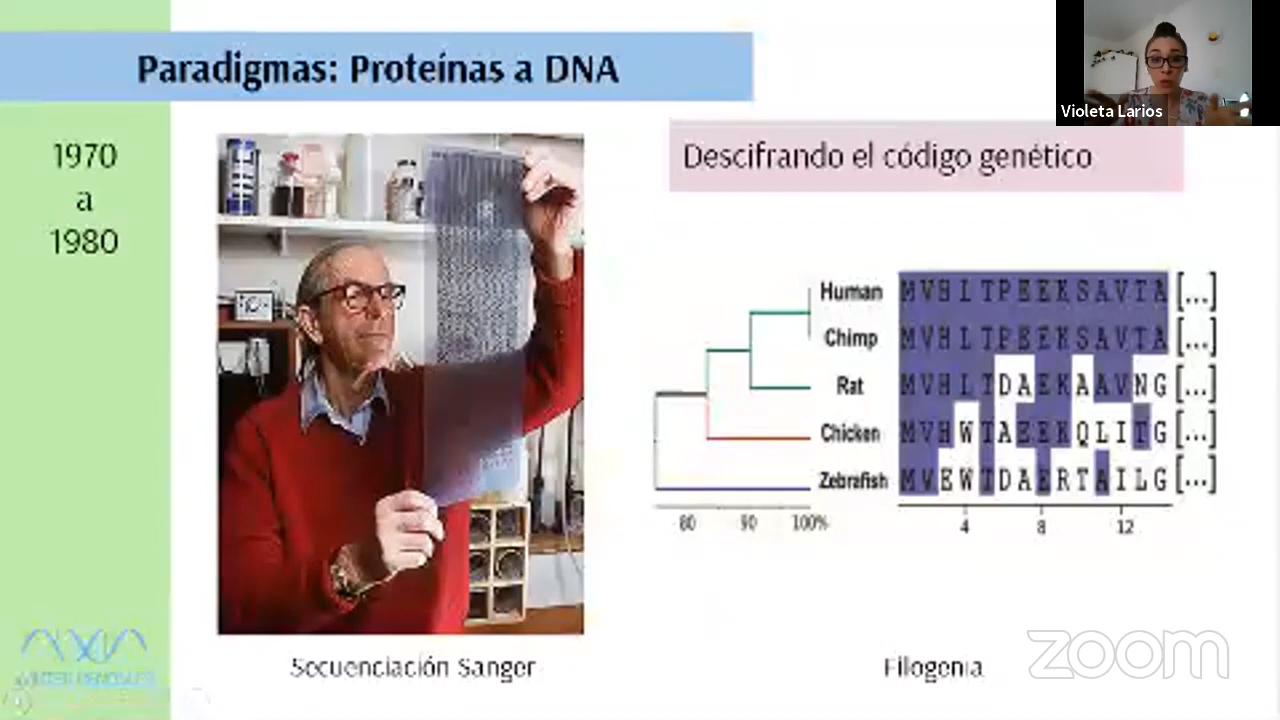 Paradigmas: Proteínas a DNA
Violeta Larios
1970
a
1980
Descifrando el código genético
Human MVHLTPEEKSAVTA [...]
Chimp MVHLTPEEKSAVTA [...]
Rat MVHLTDAEKAAVNG [...]
Chicken MVHWTAEEKQLITG [...]
Zebrafish MVEWTDAERTAILG [...]
80 90 100%
4 8 12
Secuenciación Sanger
Filogenia
zoom